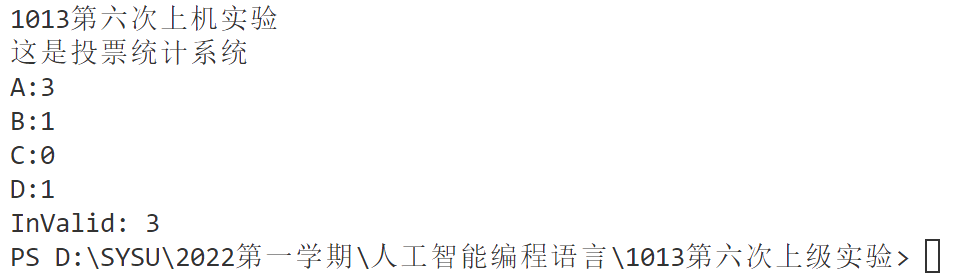 1013第六次上机实验
这是投票统计系统
A:3
B:1
C:0
D:1
InValid: 3
PS D:\SYSU\2022第一学期\人工智能编程语言\1013第六次上级实验>